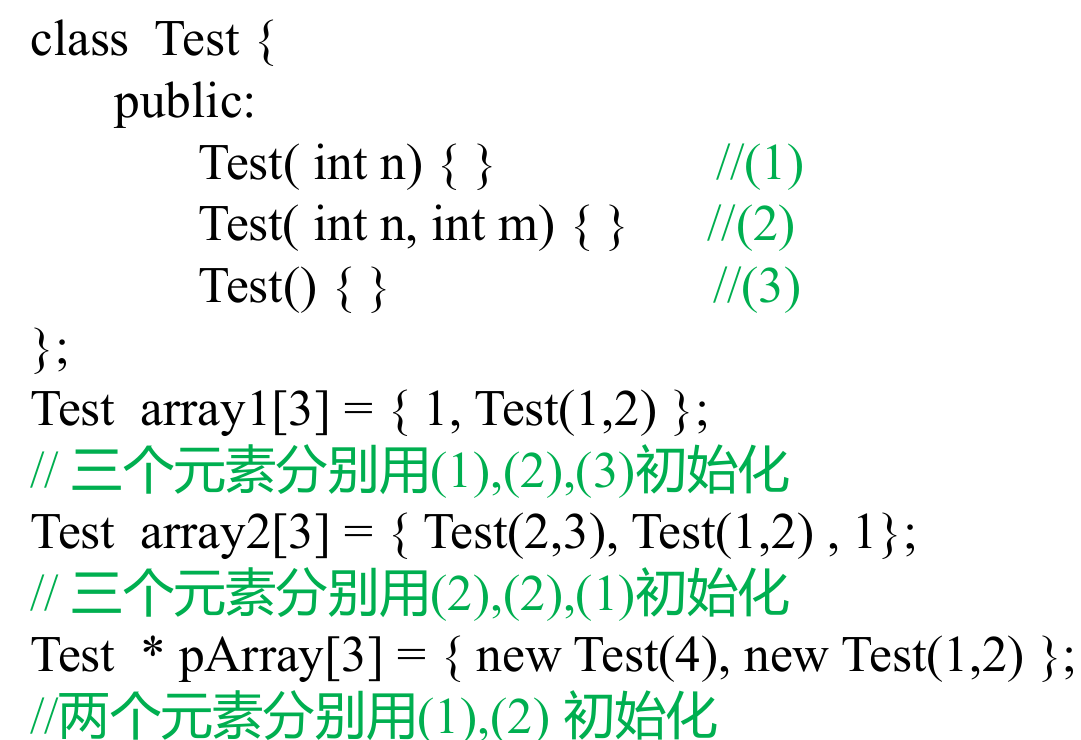 class Test {
public:
Test( int n) { } //(1)
Test( int n, int m) { } //(2)
Test() { } //(3)
};
Test array1[3] = { 1, Test(1,2) };
// 三个元素分别用(1),(2),(3)初始化
Test array2[3] = { Test(2,3), Test(1,2) , 1};
// 三个元素分别用(2),(2),(1)初始化
Test * pArray[3] = { new Test(4), new Test(1,2) };
//两个元素分别用(1),(2) 初始化